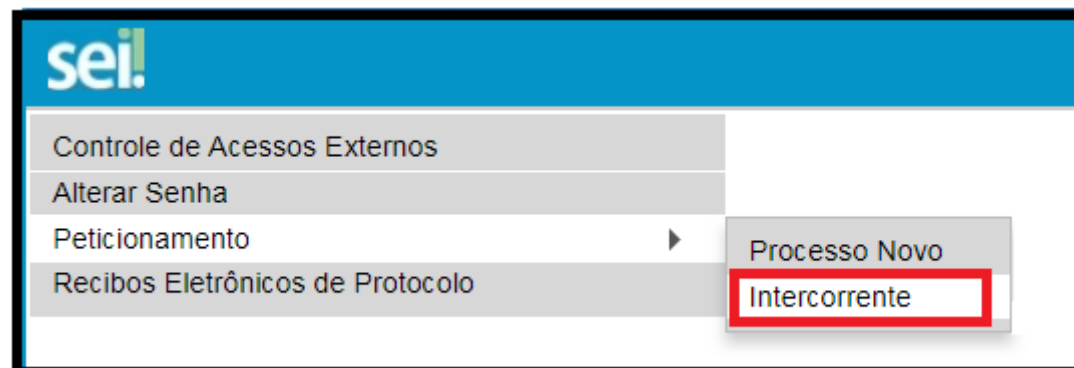 sei!
Controle de Acessos Externos
Alterar Senha
Peticionamento
Processo Novo
Recibos Eletrônicos de Protocolo
Intercorrente